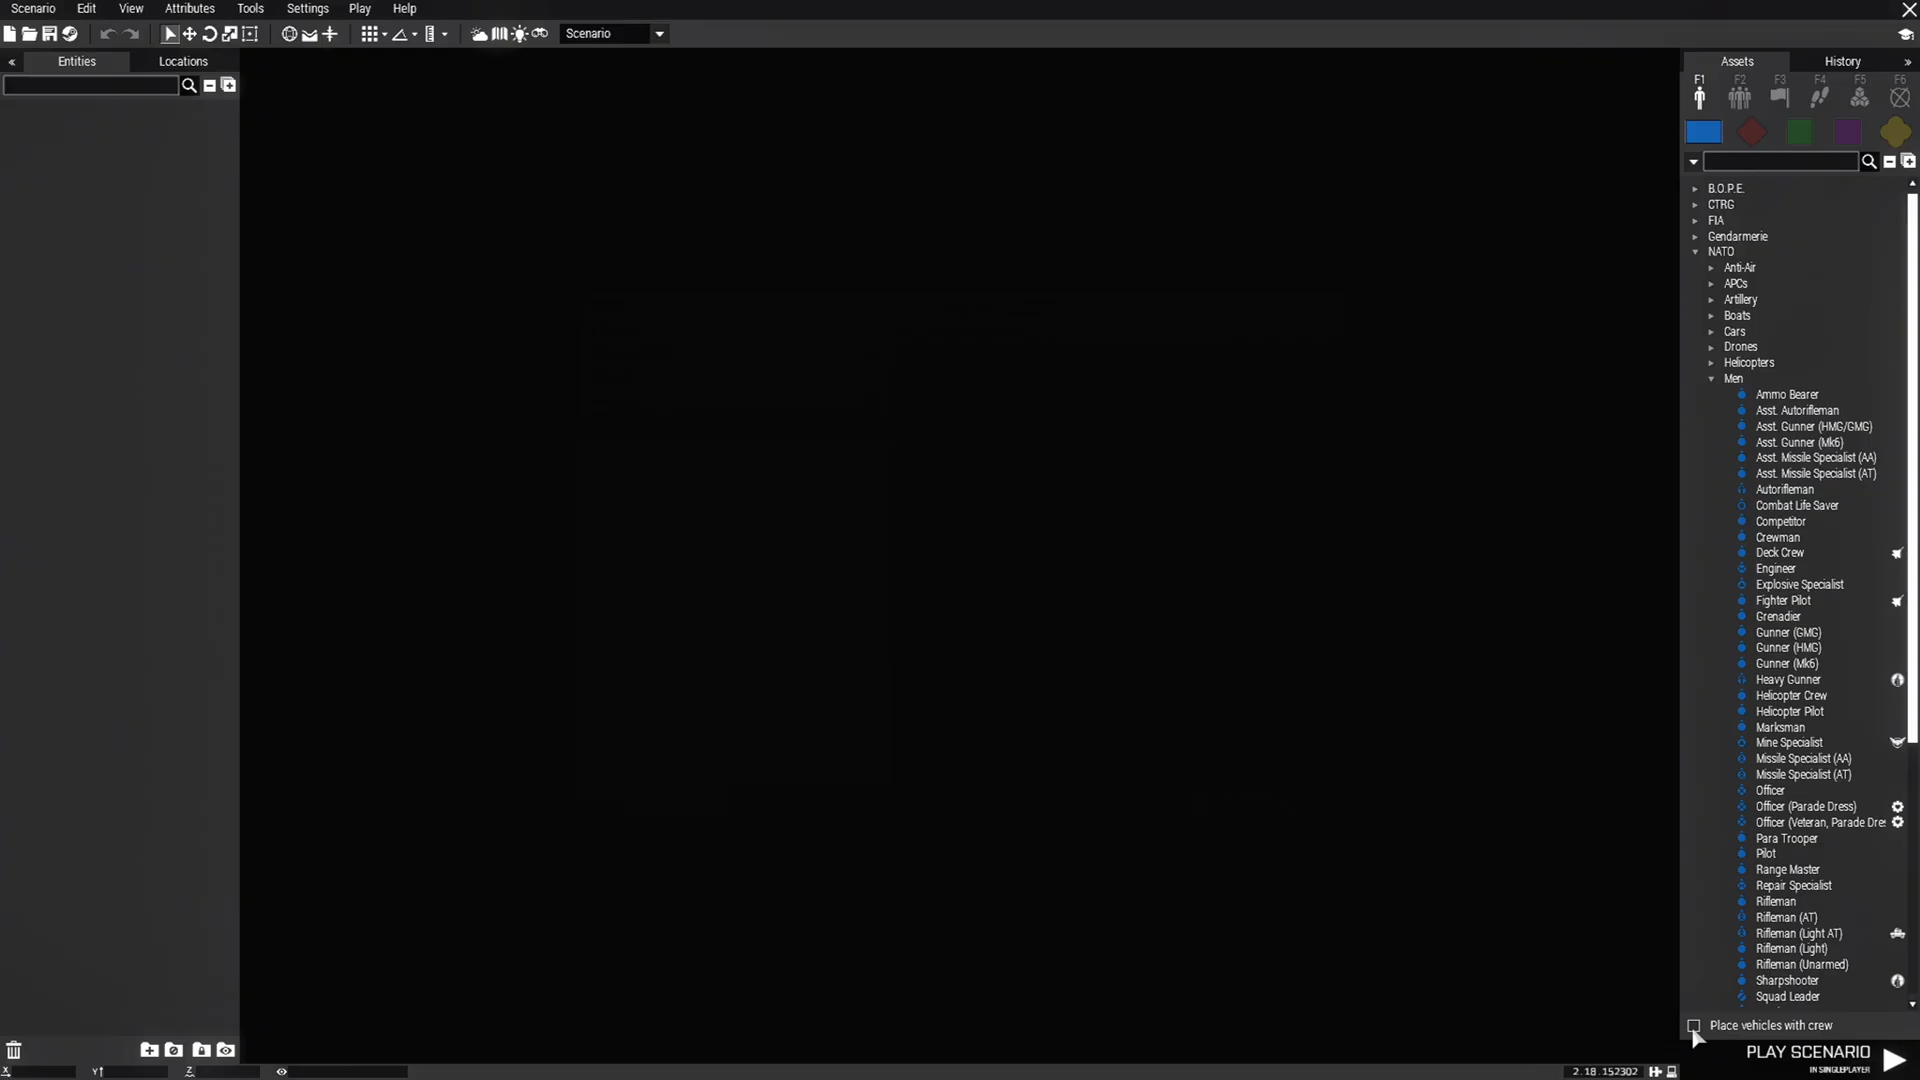 Scenario Edit View Attributes Tools Settings Play Help
Scenario
« Entities Locations
Assets History »
F1 F2 F3 F4 F5 F6
B.O.P.E.
CTRG
FIA
Gendarmerie
NATO
Anti-Air
APCs
Artillery
Boats
Cars
Drones
Helicopters
Men
Ammo Bearer
Asst. Autorifleman
Asst. Gunner (HMG/GMG)
Asst. Gunner (Mk6)
Asst. Missile Specialist (AA)
Asst. Missile Specialist (AT)
Autorifleman
Combat Life Saver
Competitor
Crewman
Deck Crew
Engineer
Explosive Specialist
Fighter Pilot
Grenadier
Gunner (GMG)
Gunner (HMG)
Gunner (Mk6)
Heavy Gunner
Helicopter Crew
Helicopter Pilot
Marksman
Mine Specialist
Missile Specialist (AA)
Missile Specialist (AT)
Officer
Officer (Parade Dress)
Officer (Veteran, Parade Dre
Para Trooper
Pilot
Range Master
Repair Specialist
Rifleman
Rifleman (AT)
Rifleman (Light AT)
Rifleman (Light)
Rifleman (Unarmed)
Sharpshooter
Squad Leader
Place vehicles with crew
PLAY SCENARIO
IN SINGLEPLAYER
X Y Z 2.18.152302